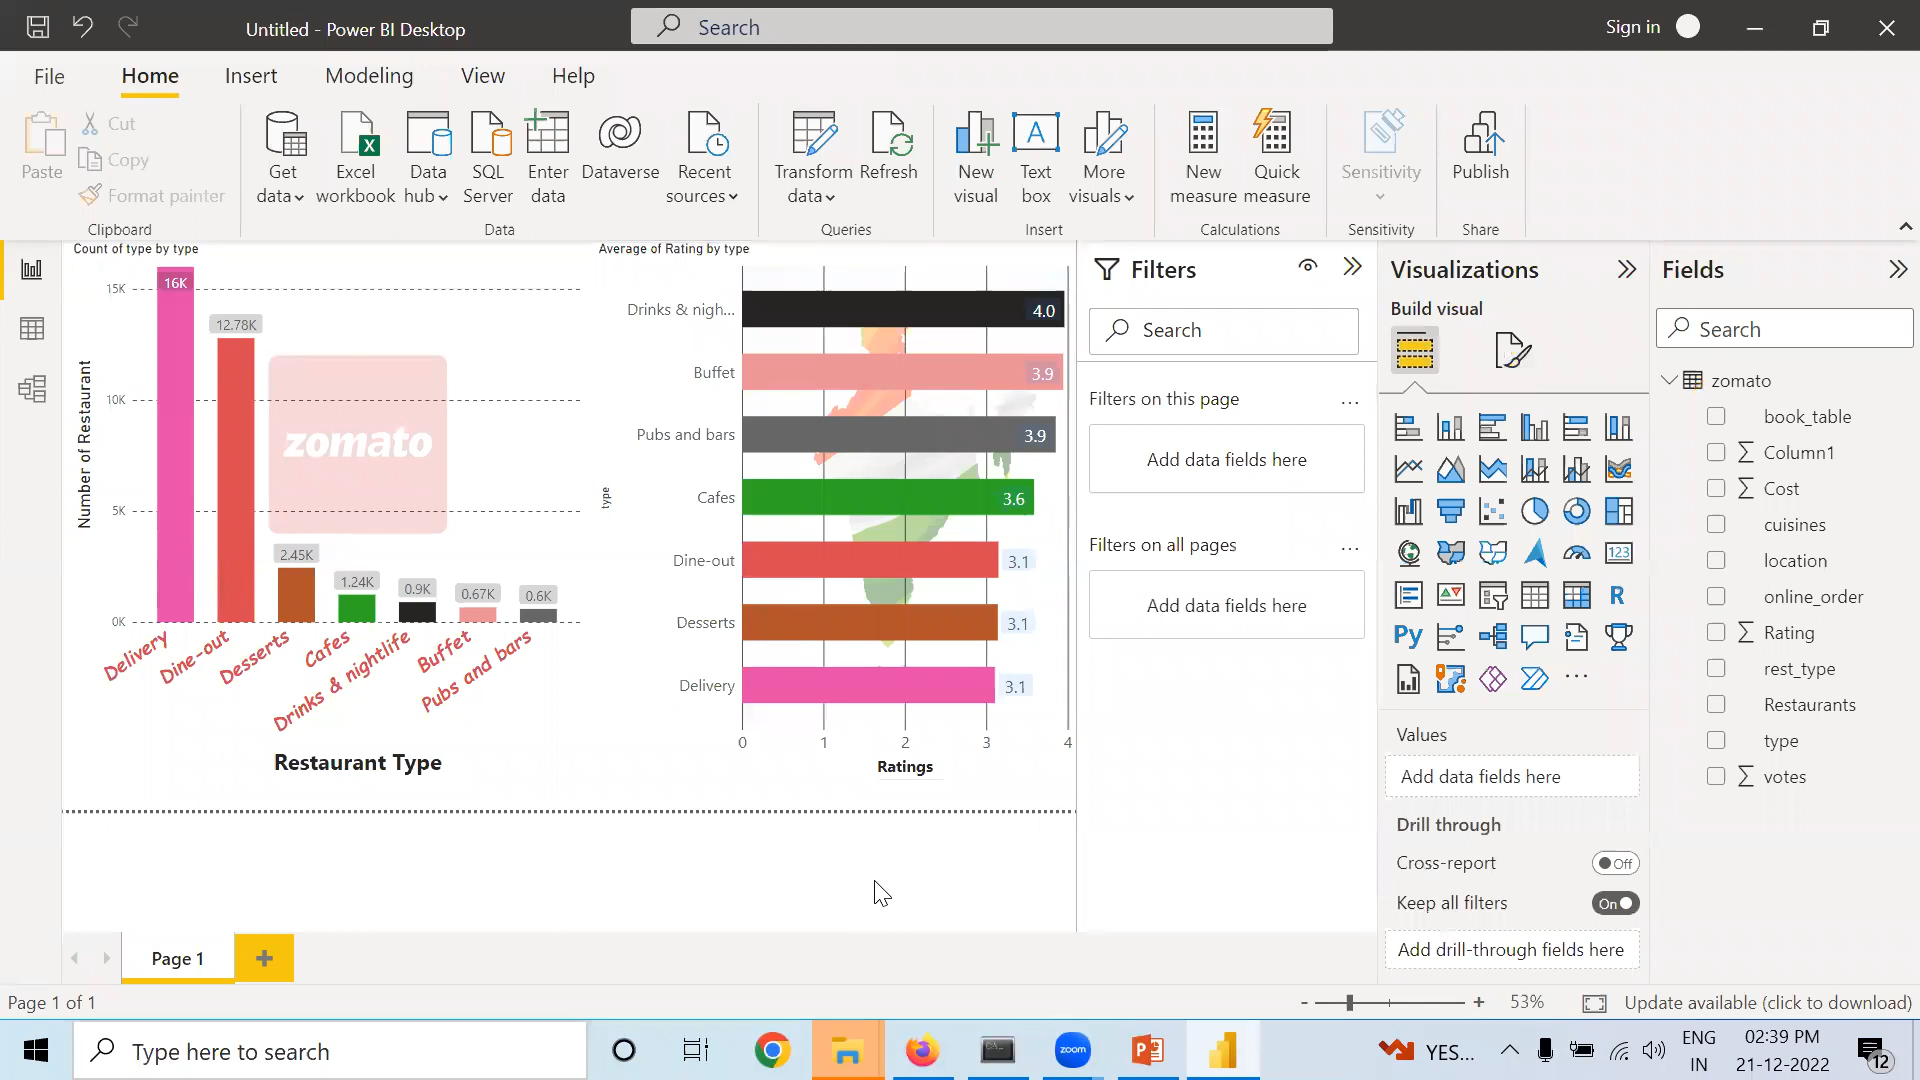 Untitled - Power BI Desktop
Search
Sign in
File
Home
Insert
Modeling
View
Help
Paste
Cut
Copy
Format painter
Clipboard
Get data
Excel workbook
Data hub
SQL Server
Enter data
Dataverse
Recent sources
Data
Transform data
Refresh
Queries
New visual
Text box
More visuals
Insert
New measure
Quick measure
Calculations
Sensitivity
Sensitivity
Publish
Share
Count of type by type
15K
10K
5K
0K
Number of Restaurant
16K
12.78K
2.45K
1.24K
0.9K
0.67K
0.6K
zomato
Delivery
Dine-out
Desserts
Cafes
Drinks & nightlife
Buffet
Pubs and bars
Restaurant Type
Average of Rating by type
type
Drinks & nigh... 4.0
Buffet 3.9
Pubs and bars 3.9
Cafes 3.6
Dine-out 3.1
Desserts 3.1
Delivery 3.1
0 1 2 3 4
Ratings
Filters
Search
Filters on this page ...
Add data fields here
Filters on all pages ...
Add data fields here
Visualizations
Build visual
123
R
Py
...
Values
Add data fields here
Drill through
Cross-report Off
Keep all filters On
Add drill-through fields here
Fields
Search
zomato
book_table
Column1
Cost
cuisines
location
online_order
Rating
rest_type
Restaurants
type
votes
Page 1
Page 1 of 1
- + 53%
Update available (click to download)
Type here to search
zoom
YES...
ENG
IN
02:39 PM
21-12-2022
12